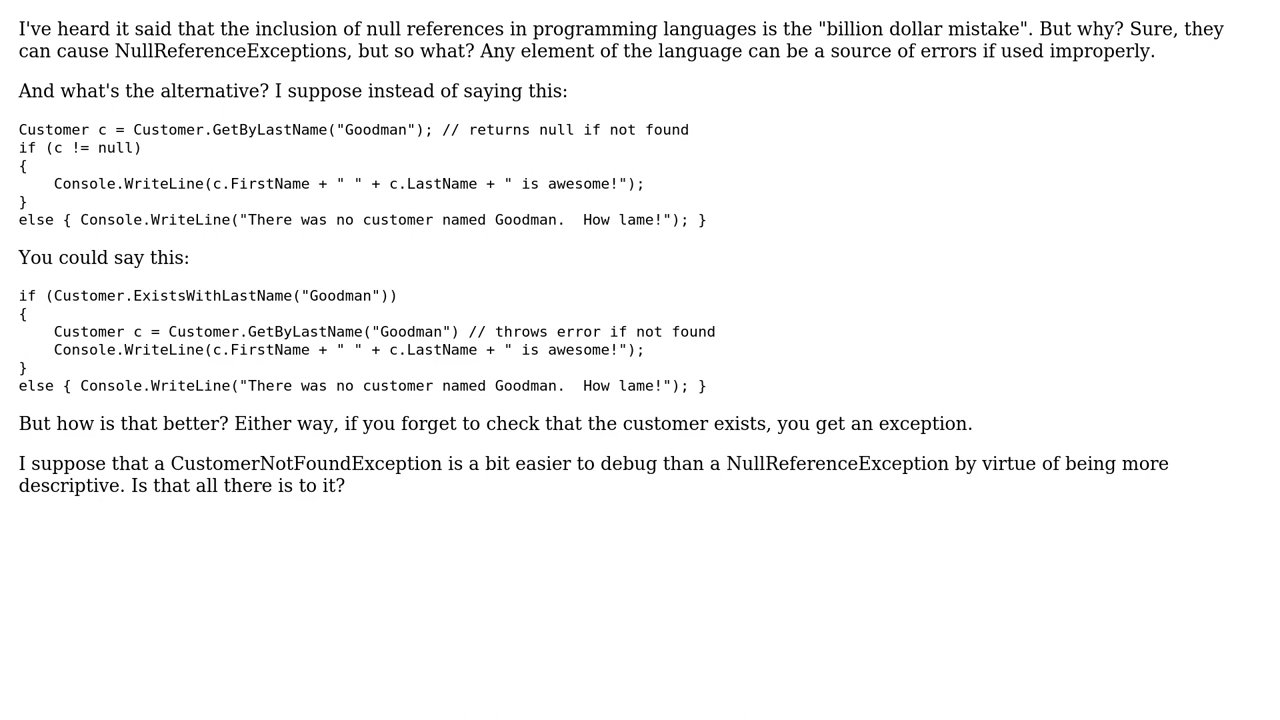 I've heard it said that the inclusion of null references in programming languages is the "billion dollar mistake". But why? Sure, they
can cause NullReferenceExceptions, but so what? Any element of the language can be a source of errors if used improperly.
And what's the alternative? I suppose instead of saying this:
Customer c = Customer.GetByLastName("Goodman"); // returns null if not found
if (c != null)
{
    Console.WriteLine(c.FirstName + " " + c.LastName + " is awesome!");
}
else { Console.WriteLine("There was no customer named Goodman.  How lame!"); }
You could say this:
if (Customer.ExistsWithLastName("Goodman"))
{
    Customer c = Customer.GetByLastName("Goodman") // throws error if not found
    Console.WriteLine(c.FirstName + " " + c.LastName + " is awesome!");
}
else { Console.WriteLine("There was no customer named Goodman.  How lame!"); }
But how is that better? Either way, if you forget to check that the customer exists, you get an exception.
I suppose that a CustomerNotFoundException is a bit easier to debug than a NullReferenceException by virtue of being more
descriptive. Is that all there is to it?